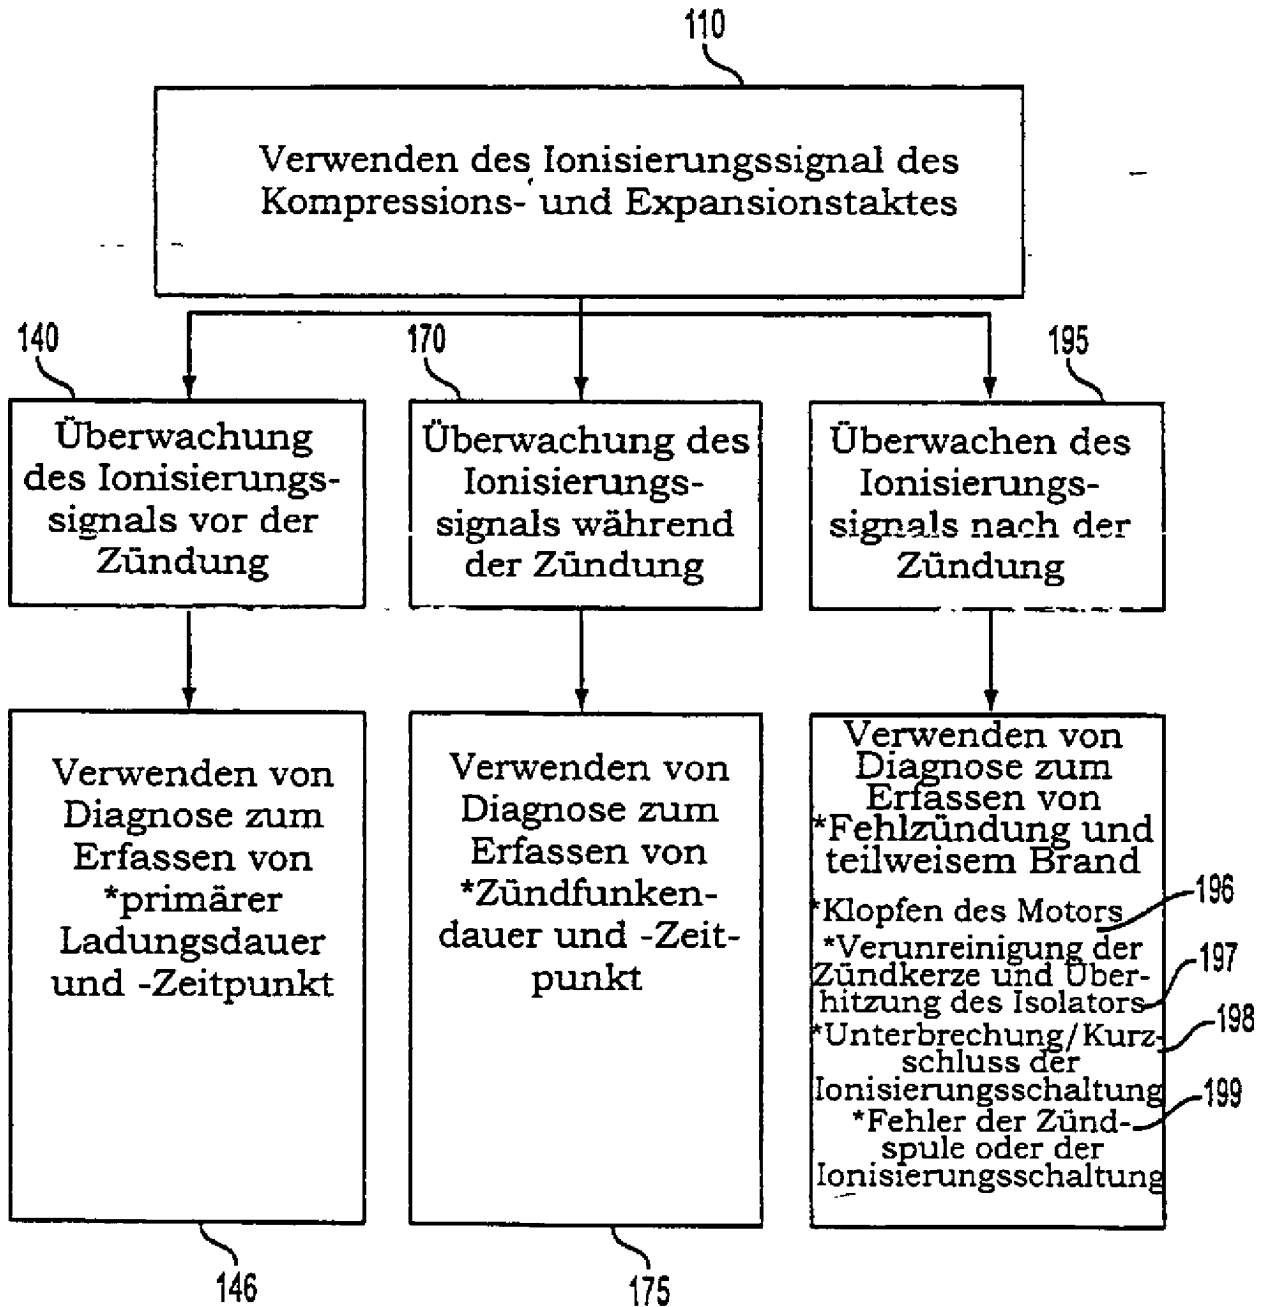 110
Verwenden des Ionisierungssignal des
Kompressions- und Expansionstaktes
140
Überwachung
des Ionisierungs-
signals vor der
Zündung
170
Überwachung des
Ionisierungs-
signals während
der Zündung
195
Überwachen des
Ionisierungs-
signals nach der
Zündung
Verwenden von
Diagnose zum
Erfassen von
*primärer
Ladungsdauer
und -Zeitpunkt
146
Verwenden von
Diagnose zum
Erfassen von
*Zündfunken-
dauer und -Zeit-
punkt
175
Verwenden von
Diagnose zum
Erfassen von
*Fehlzündung und
teilweisem Brand
*Klopfen des Motors
196
*Verunreinigung der
Zündkerze und Über-
hitzung des Isolators
197
*Unterbrechung/Kurz-
schluss der
Ionisierungsschaltung
198
*Fehler der Zünd-
spule oder der
Ionisierungsschaltung
199